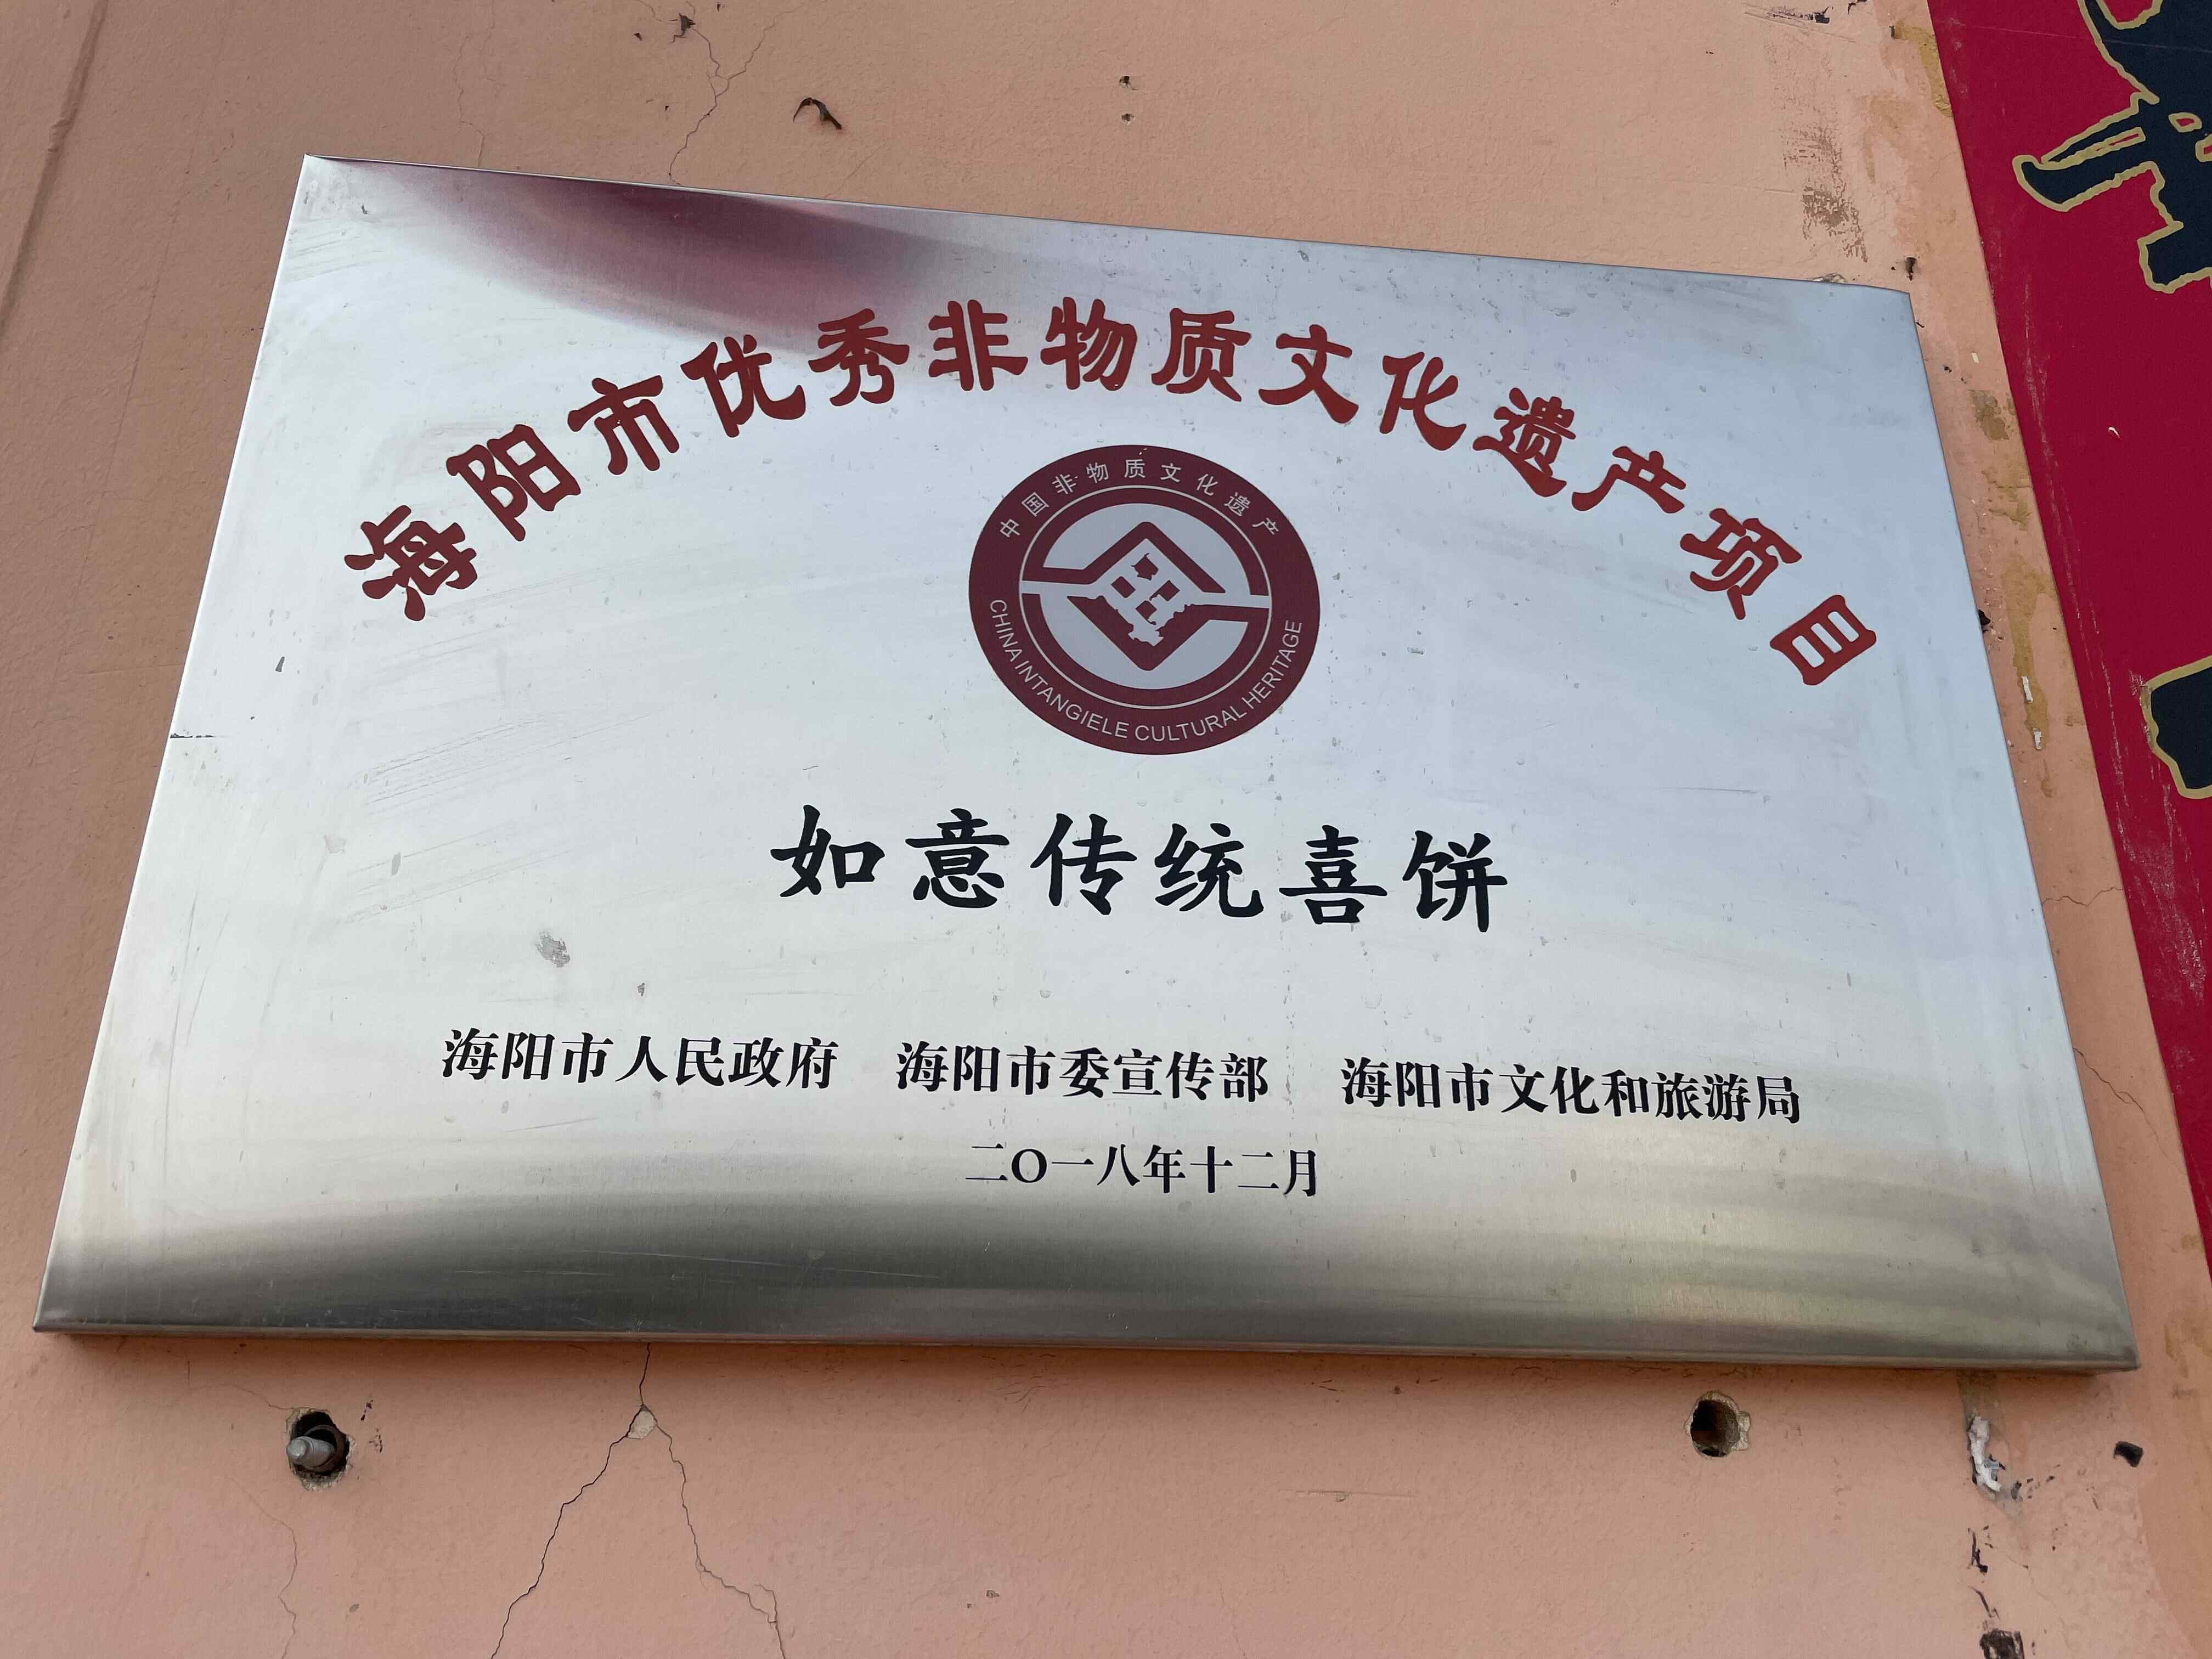 海阳市优秀非物质文化遗产项目
中国非物质文化遗产
CHINA INTANGIELE CULTURAL HERITAGE
如意传统喜饼
海阳市人民政府 海阳市委宣传部 海阳市文化和旅游局
二〇一八年十二月